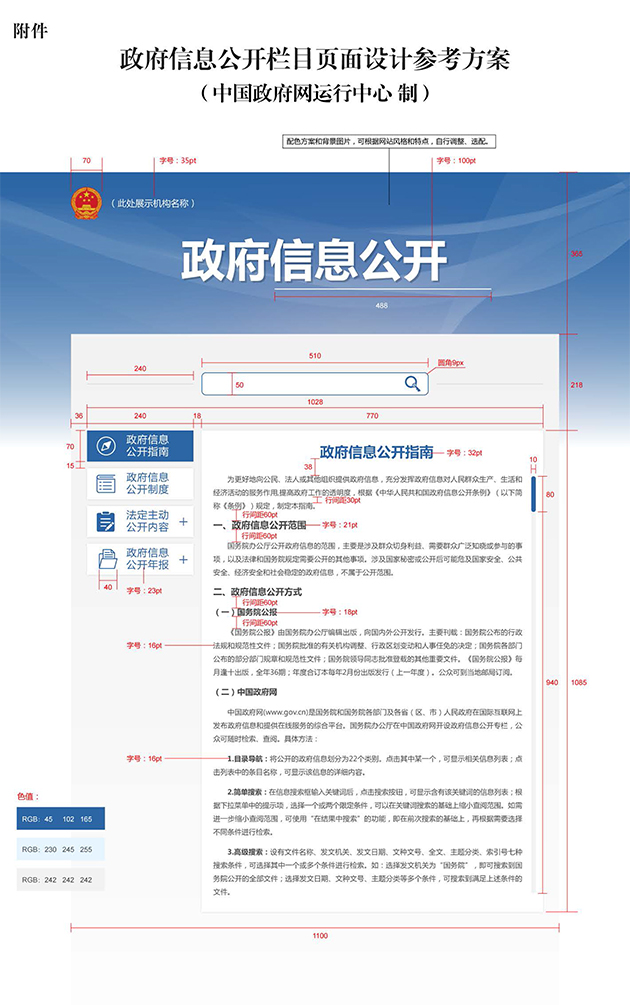 附件
政府信息公开栏目页面设计参考方案
（中国政府网运行中心 制）
配色方案和背景图片，可根据网站风格和特点，自行调整、选配。
70
字号：35pt
字号：100pt
（此处展示机构名称）
政府信息公开
365
488
510
圆角9px
240
50
218
1028
36
240
18
770
70
政府信息
公开指南
15
政府信息
公开制度
法定主动
公开内容
+
政府信息
公开年报
+
40
字号：23pt
政府信息公开指南
字号：32pt
38
10
80
为更好地向公民、法人或其他组织提供政府信息，充分发挥政府信息对人民群众生产、生活和
经济活动的服务作用,提高政府工作的透明度，根据《中华人民共和国政府信息公开条例》（以下简
行间距30pt
称《条例》）规定，制定本指南。
行间距60pt
一、政府信息公开范围
字号：21pt
行间距60pt
国务院办公厅公开政府信息的范围，主要是涉及群众切身利益、需要群众广泛知晓或参与的事
项，以及法律和国务院规定需要公开的其他事项。涉及国家秘密或公开后可能危及国家安全、公共
安全、经济安全和社会稳定的政府信息，不属于公开范围。
二、政府信息公开方式
行间距60pt
（一）国务院公报
字号：18pt
行间距60pt
《国务院公报》由国务院办公厅编辑出版，向国内外公开发行。主要刊载：国务院公布的行政
字号：16pt
法规和规范性文件；国务院批准的有关机构调整、行政区划变动和人事任免的决定；国务院各部门
公布的部分部门规章和规范性文件；国务院领导同志批准登载的其他重要文件。《国务院公报》每
月逢十出版，全年36期；年度合订本每年2月份出版发行（上一年度）。公众可到当地邮局订阅。
940
1085
（二）中国政府网
中国政府网(www.gov.cn)是国务院和国务院各部门及各省（区、市）人民政府在国际互联网上
发布政府信息和提供在线服务的综合平台。国务院办公厅在中国政府网开设政府信息公开专栏，公
众可随时检索、查阅。具体方法：
字号：16pt
1.目录导航：将公开的政府信息划分为22个类别。点击其中某一个，可显示相关信息列表；点
击列表中的条目名称，可显示该信息的详细内容。
2.简单搜索：在信息搜索框输入关键词后，点击搜索按钮，可显示含有该关键词的信息列表；根
据下拉菜单中的提示项，选择一个或两个限定条件，可以在关键词搜索的基础上缩小查阅范围。如需
进一步缩小查阅范围，可使用“在结果中搜索”的功能，即在前次搜索的基础上，再根据需要选择
不同条件进行检索。
3.高级搜索：设有文件名称、发文机关、发文日期、文种文号、全文、主题分类、索引号七种
搜索条件，可选择其中一个或多个条件进行检索。如：选择发文机关为“国务院”，即可搜索到国
务院公开的全部文件；选择发文日期、文种文号、主题分类等多个条件，可搜索到满足上述条件的
文件。
色值：
RGB: 45 102 165
RGB: 230 245 255
RGB: 242 242 242
1100